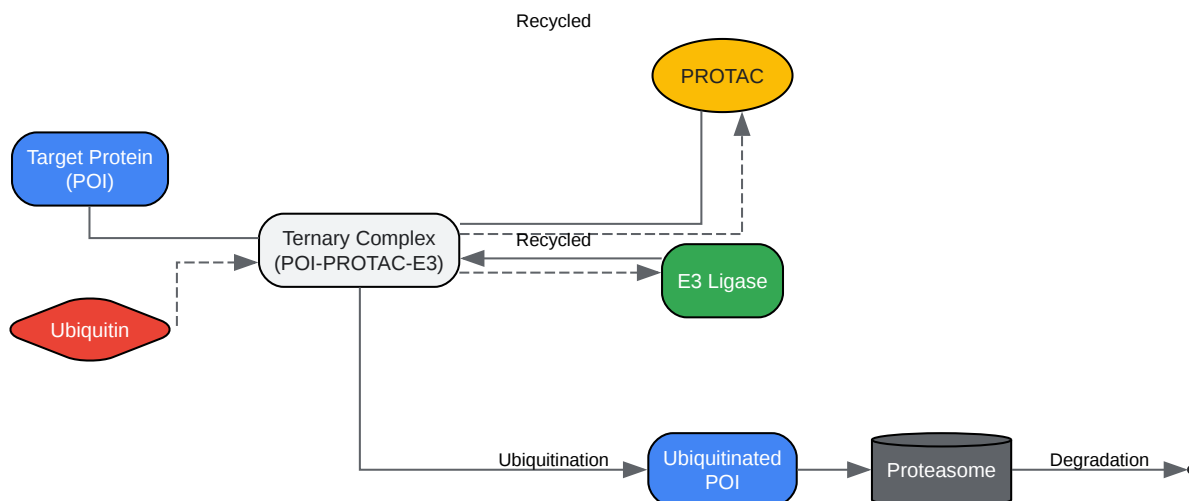 Recycled
PROTAC
Target Protein
(POI)
Ternary Complex
(POI-PROTAC-E3)
Recycled
E3 Ligase
Ubiquitin
Ubiquitination
Ubiquitinated
POI
Proteasome
Degradation